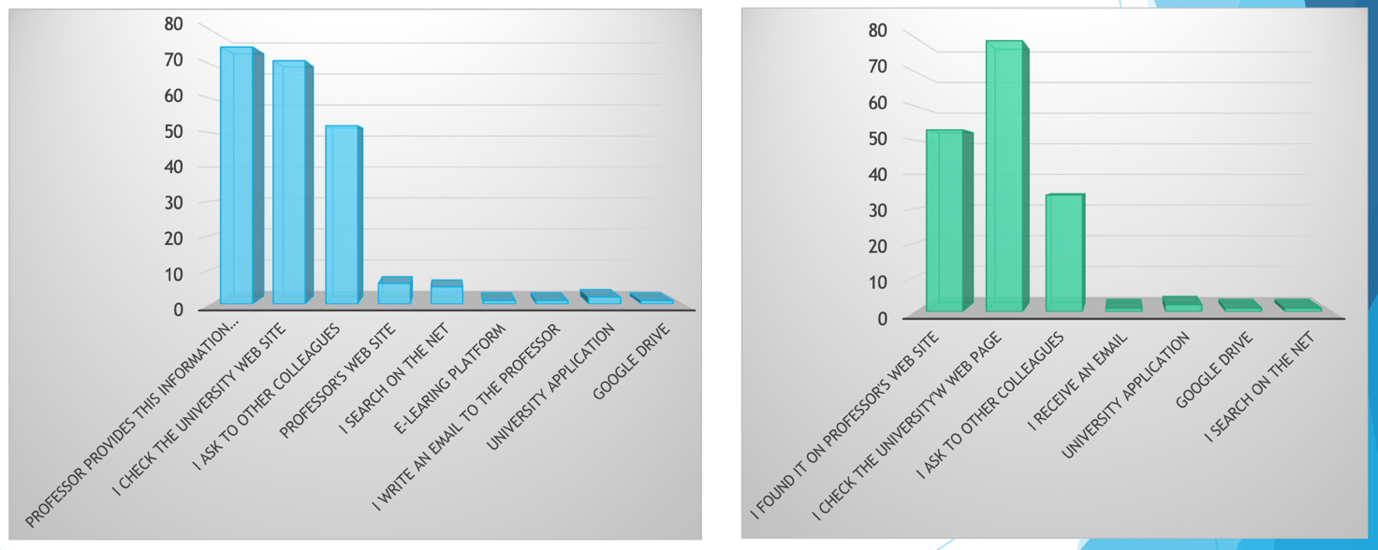 80
70
60
50
40
30
20
10
0
PROFESSOR PROVIDES THIS INFORMATION...
I CHECK THE UNIVERSITY WEB SITE
I ASK TO OTHER COLLEAGUES
PROFESSOR'S WEB SITE
I SEARCH ON THE NET
E-LEARING PLATFORM
I WRITE AN EMAIL TO THE PROFESSOR
UNIVERSITY APPLICATION
GOOGLE DRIVE
80
70
60
50
40
30
20
10
0
I FOUND IT ON PROFESSOR'S WEB SITE
I CHECK THE UNIVERSITY'W WEB PAGE
I ASK TO OTHER COLLEAGUES
I RECEIVE AN EMAIL
UNIVERSITY APPLICATION
GOOGLE DRIVE
I SEARCH ON THE NET